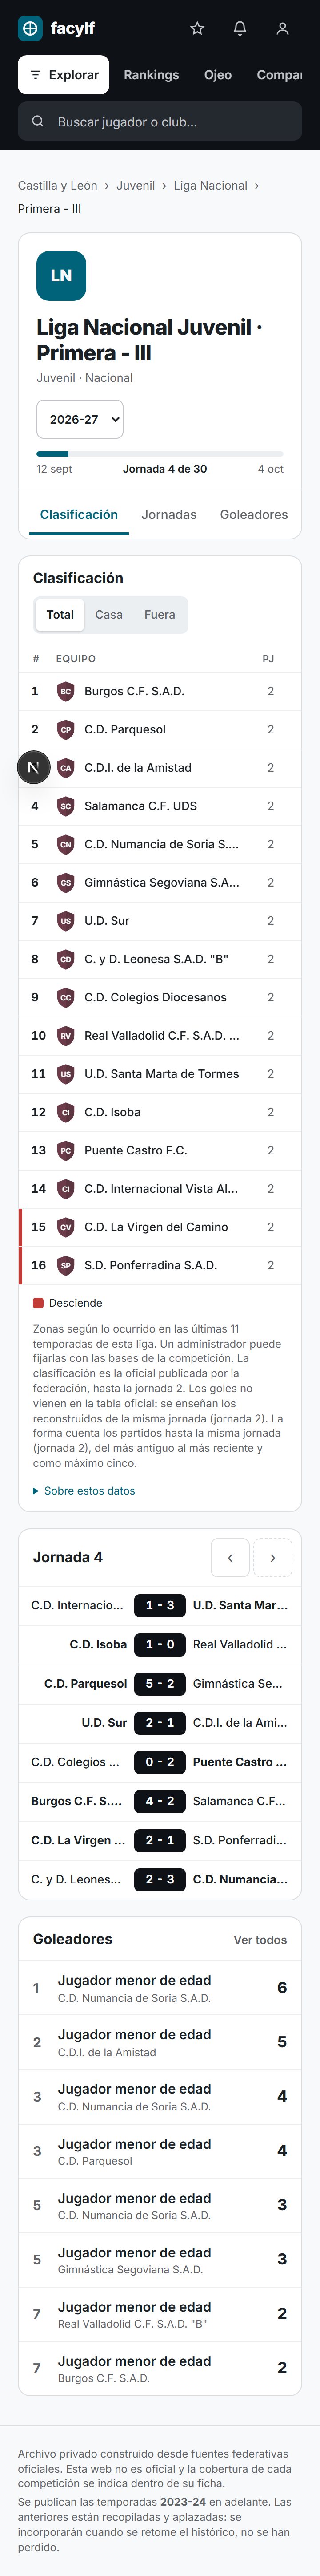 facylf
Explorar Rankings Ojeo Compar
Buscar jugador o club...
Castilla y León › Juvenil › Liga Nacional ›
Primera - III
LN
Liga Nacional Juvenil ·
Primera - III
Juvenil · Nacional
2026-27
12 sept Jornada 4 de 30 4 oct
Clasificación Jornadas Goleadores
Clasificación
Total Casa Fuera
# EQUIPO PJ
1 BC Burgos C.F. S.A.D. 2
2 CP C.D. Parquesol 2
N CA C.D.I. de la Amistad 2
4 SC Salamanca C.F. UDS 2
5 CN C.D. Numancia de Soria S.... 2
6 GS Gimnástica Segoviana S.A... 2
7 US U.D. Sur 2
8 CD C. y D. Leonesa S.A.D. "B" 2
9 CC C.D. Colegios Diocesanos 2
10 RV Real Valladolid C.F. S.A.D. ... 2
11 US U.D. Santa Marta de Tormes 2
12 CI C.D. Isoba 2
13 PC Puente Castro F.C. 2
14 CI C.D. Internacional Vista Al... 2
15 CV C.D. La Virgen del Camino 2
16 SP S.D. Ponferradina S.A.D. 2
Desciende
Zonas según lo ocurrido en las últimas 11
temporadas de esta liga. Un administrador puede
fijarlas con las bases de la competición. La
clasificación es la oficial publicada por la
federación, hasta la jornada 2. Los goles no
vienen en la tabla oficial: se enseñan los
reconstruidos de la misma jornada (jornada 2). La
forma cuenta los partidos hasta la misma jornada
(jornada 2), del más antiguo al más reciente y
como máximo cinco.
Sobre estos datos
Jornada 4 ‹ ›
C.D. Internacio... 1 - 3 U.D. Santa Mar...
C.D. Isoba 1 - 0 Real Valladolid ...
C.D. Parquesol 5 - 2 Gimnástica Se...
U.D. Sur 2 - 1 C.D.I. de la Ami...
C.D. Colegios ... 0 - 2 Puente Castro ...
Burgos C.F. S.... 4 - 2 Salamanca C.F...
C.D. La Virgen ... 2 - 1 S.D. Ponferradi...
C. y D. Leones... 2 - 3 C.D. Numancia...
Goleadores Ver todos
1 Jugador menor de edad 6
C.D. Numancia de Soria S.A.D.
2 Jugador menor de edad 5
C.D.I. de la Amistad
3 Jugador menor de edad 4
C.D. Numancia de Soria S.A.D.
3 Jugador menor de edad 4
C.D. Parquesol
5 Jugador menor de edad 3
C.D. Numancia de Soria S.A.D.
5 Jugador menor de edad 3
Gimnástica Segoviana S.A.D.
7 Jugador menor de edad 2
Real Valladolid C.F. S.A.D. "B"
7 Jugador menor de edad 2
Burgos C.F. S.A.D.
Archivo privado construido desde fuentes federativas
oficiales. Esta web no es oficial y la cobertura de cada
competición se indica dentro de su ficha.
Se publican las temporadas 2023-24 en adelante. Las
anteriores están recopiladas y aplazadas: se
incorporarán cuando se retome el histórico, no se han
perdido.